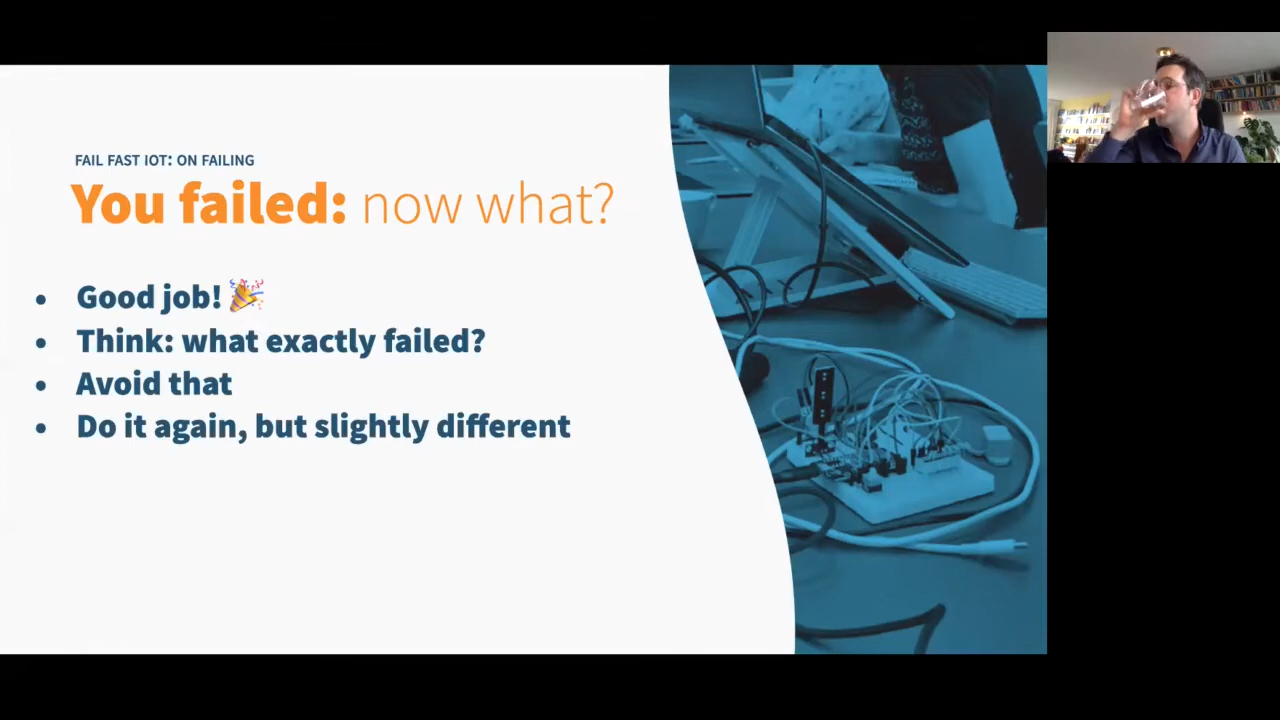 FAIL FAST IOT: ON FAILING
You failed: now what?
• Good job! 🎉
• Think: what exactly failed?
• Avoid that
• Do it again, but slightly different